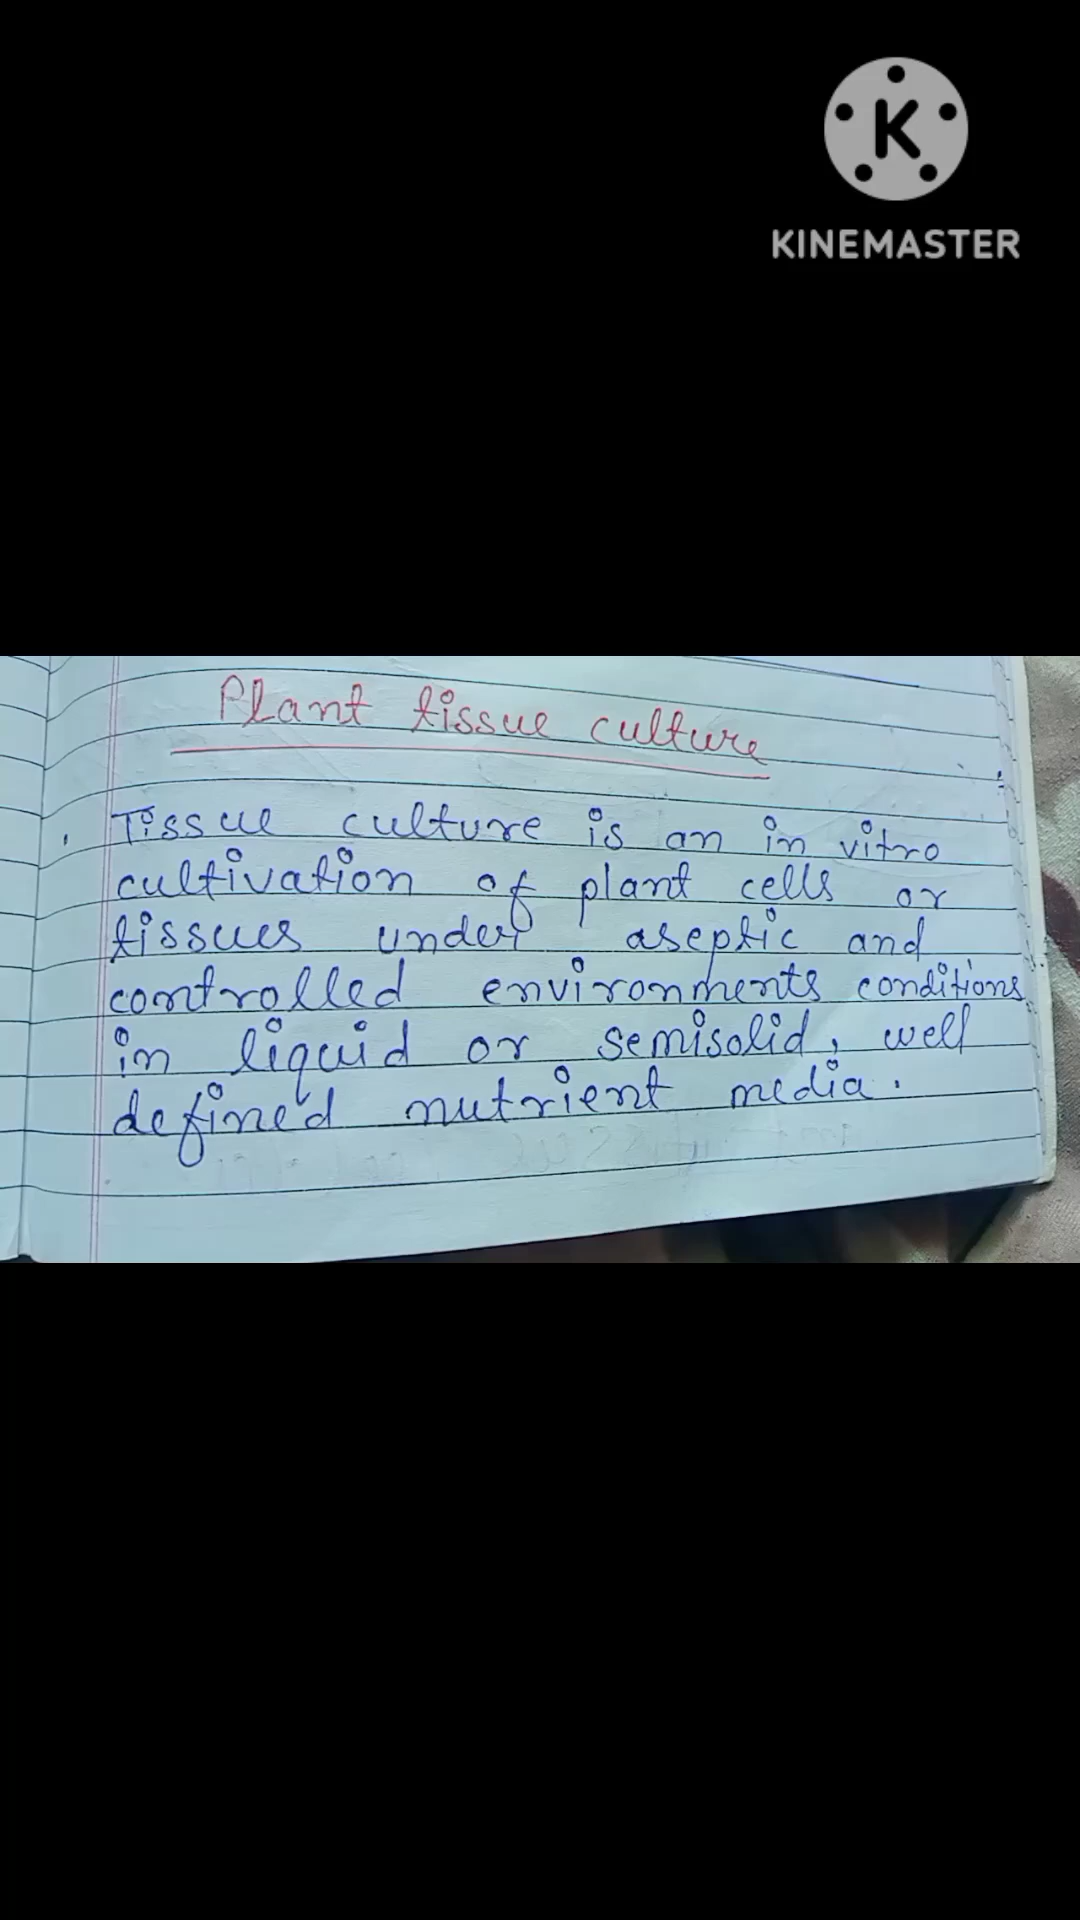 KINEMASTER
Plant tissue culture
. Tissue culture is an in vitro
cultivation of plant cells or
tissues under aseptic and
controlled environments conditions
in liquid or semisolid, well
defined nutrient media.